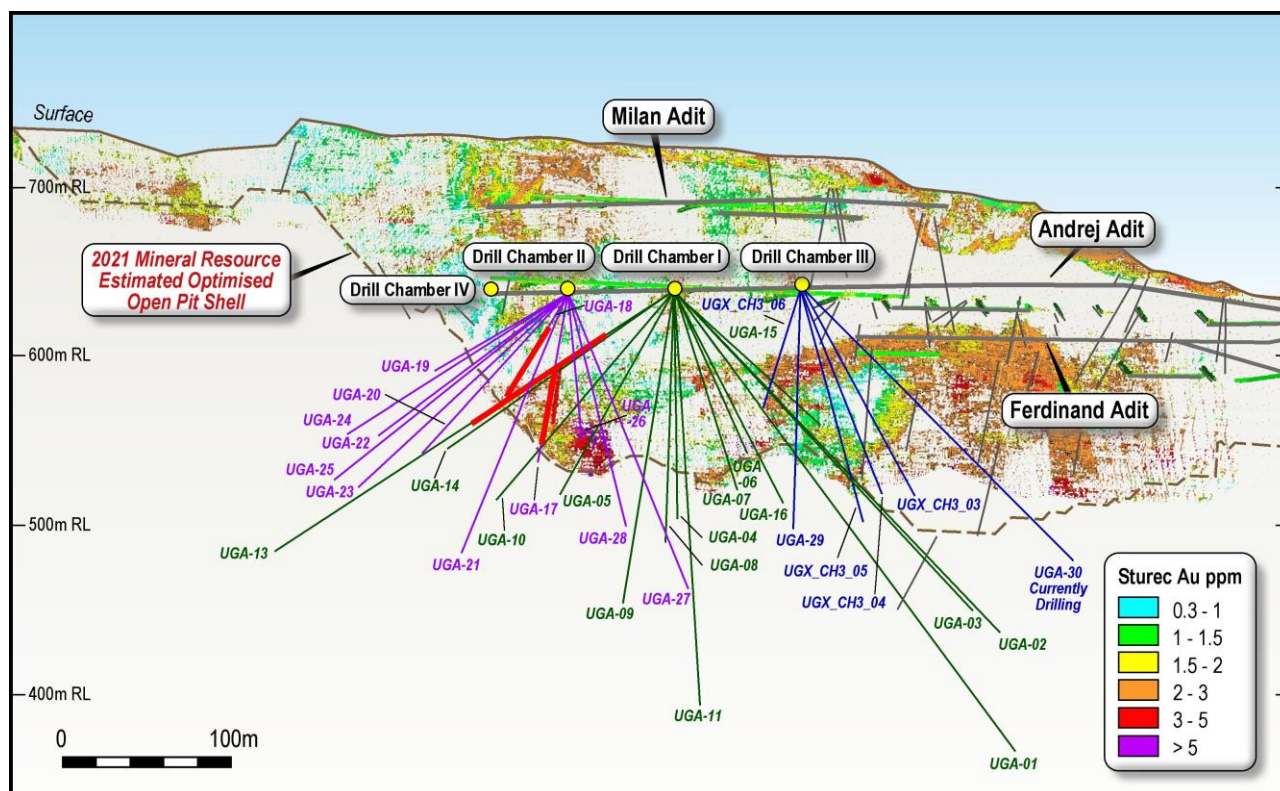 Surface
Milan Adit
700m RL
Andrej Adit
2021 Mineral Resource
Estimated Optimised
Open Pit Shell
Drill Chamber II
Drill Chamber I
Drill Chamber III
Drill Chamber IV
UGA-18
UGX_CH3_06
UGA-15
600m RL
UGA-19
UGA-20
Ferdinand Adit
UGA-24
UGA
-26
UGA-22
UGA-25
UGA
-06
UGA-23
UGA-14
UGA-17
UGA-05
UGA-07
UGX_CH3_03
UGA-16
500m RL
UGA-10
UGA-28
UGA-04
UGA-29
UGA-13
UGA-21
UGA-08
UGX_CH3_05
UGA-30
Currently
Drilling
UGA-27
UGX_CH3_04
UGA-09
UGA-03
UGA-02
400m RL
UGA-11
UGA-01
0
100m
Sturec Au ppm
0.3 - 1
1 - 1.5
1.5 - 2
2 - 3
3 - 5
> 5